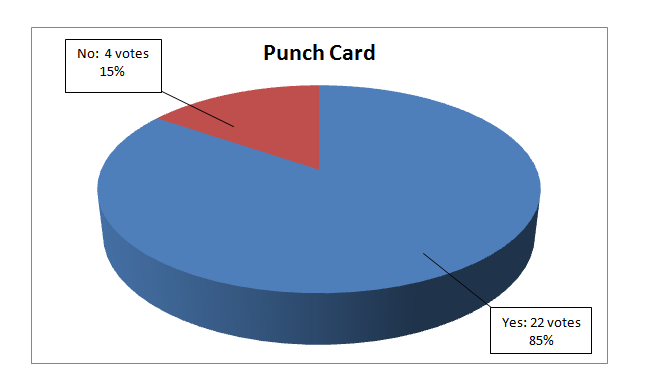 Punch Card
No: 4 votes
15%
Yes: 22 votes
85%